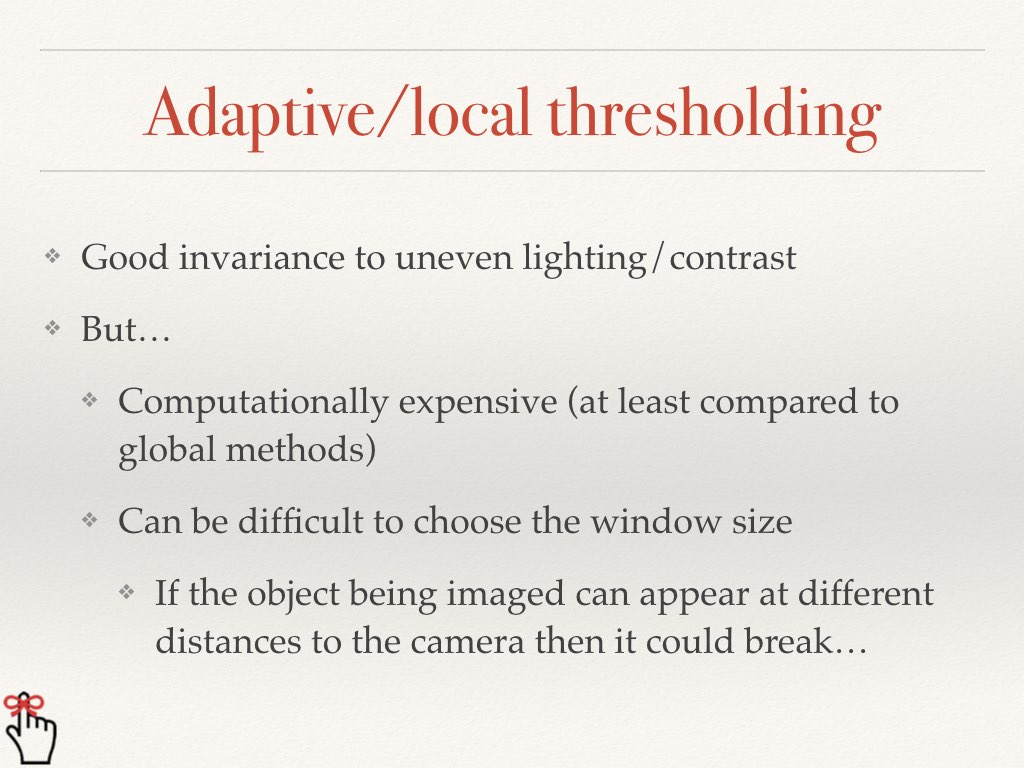 Adaptive/local thresholding
Good invariance to uneven lighting/contrast
But…
Computationally expensive (at least compared to
global methods)
Can be difficult to choose the window size
If the object being imaged can appear at different
distances to the camera then it could break…